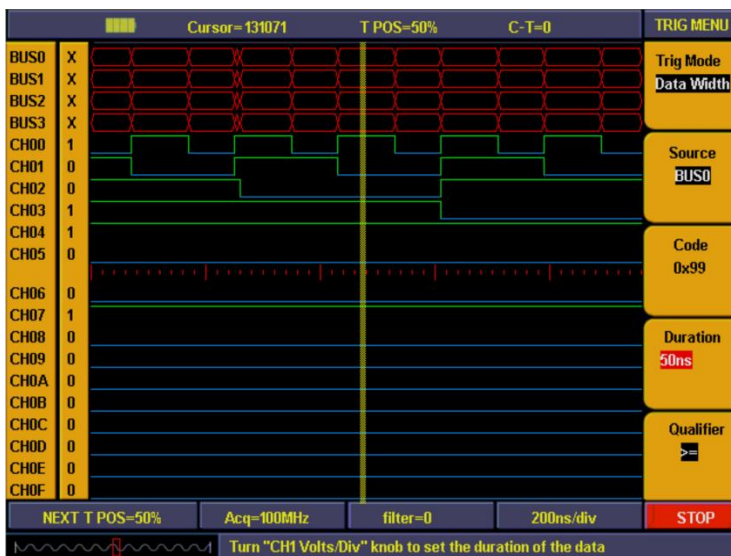 Cursor=131071 T POS=50% C-T=0 TRIG MENU
BUS0 X
BUS1 X
BUS2 X
BUS3 X
CH00 1
CH01 0
CH02 0
CH03 1
CH04 1
CH05 0
CH06 0
CH07 1
CH08 0
CH09 0
CH0A 0
CH0B 0
CH0C 0
CH0D 0
CH0E 0
CH0F 0
Trig Mode
Data Width
Source
BUS0
Code
0x99
Duration
50ns
Qualifier
>=
NEXT T POS=50% Acq=100MHz filter=0 200ns/div STOP
Turn "CH1 Volts/Div" knob to set the duration of the data